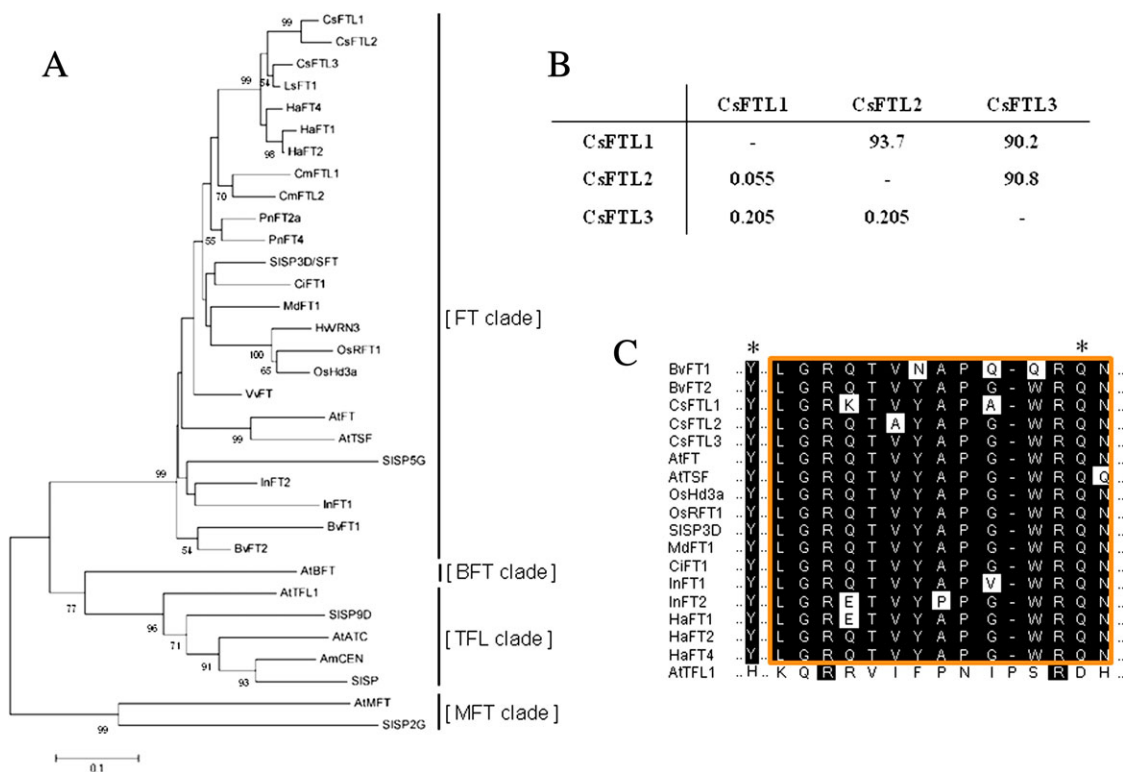 A
CsFTL1
99
CsFTL2
CsFTL3
99
54
LsFT1
HaFT4
HaFT1
HaFT2
98
CmFTL1
70
CmFTL2
PnFT2a
55
PnFT4
SlSP3D/SFT
CiFT1
MdFT1
HvVRN3
100
OsRFT1
65
OsHd3a
VvFT
AtFT
99
AtTSF
SlSP5G
99
InFT2
InFT1
BvFT1
54
BvFT2
AtBFT
77
AtTFL1
96
SlSP9D
71
AtATC
91
AmCEN
93
SlSP
AtMFT
99
SlSP2G
0.1
[ FT clade ]
[ BFT clade ]
[ TFL clade ]
[ MFT clade ]
B
CsFTL1 CsFTL2 CsFTL3
CsFTL1 - 93.7 90.2
CsFTL2 0.055 - 90.8
CsFTL3 0.205 0.205 -
C
* *
BvFT1 ..Y.. L G R Q T V N A P Q - Q R Q N ..
BvFT2 ..Y.. L G R Q T V Y A P G - W R Q N ..
CsFTL1 ..Y.. L G R K T V Y A P A - W R Q N ..
CsFTL2 ..Y.. L G R Q T A Y A P G - W R Q N ..
CsFTL3 ..Y.. L G R Q T V Y A P G - W R Q N ..
AtFT ..Y.. L G R Q T V Y A P G - W R Q N ..
AtTSF ..Y.. L G R Q T V Y A P G - W R Q Q ..
OsHd3a ..Y.. L G R Q T V Y A P G - W R Q N ..
OsRFT1 ..Y.. L G R Q T V Y A P G - W R Q N ..
SlSP3D ..Y.. L G R Q T V Y A P G - W R Q N ..
MdFT1 ..Y.. L G R Q T V Y A P G - W R Q N ..
CiFT1 ..Y.. L G R Q T V Y A P G - W R Q N ..
InFT1 ..Y.. L G R Q T V Y A P V - W R Q N ..
InFT2 ..Y.. L G R E T V Y P P G - W R Q N ..
HaFT1 ..Y.. L G R E T V Y A P G - W R Q N ..
HaFT2 ..Y.. L G R Q T V Y A P G - W R Q N ..
HaFT4 ..Y.. L G R Q T V Y A P G - W R Q N ..
AtTFL1 ..H.. K Q R R V I F P N I P S R D H ..